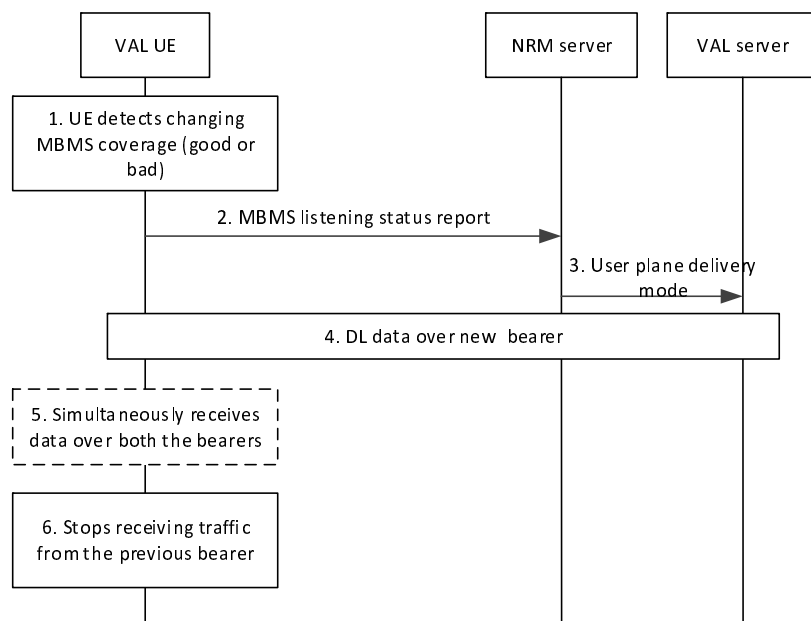 VAL UE
NRM server
VAL server
1. UE detects changing
MBMS coverage (good or
bad)
2. MBMS listening status report
3. User plane delivery
mode
4. DL data over new bearer
5. Simultaneously receives
data over both the bearers
6. Stops receiving traffic
from the previous bearer